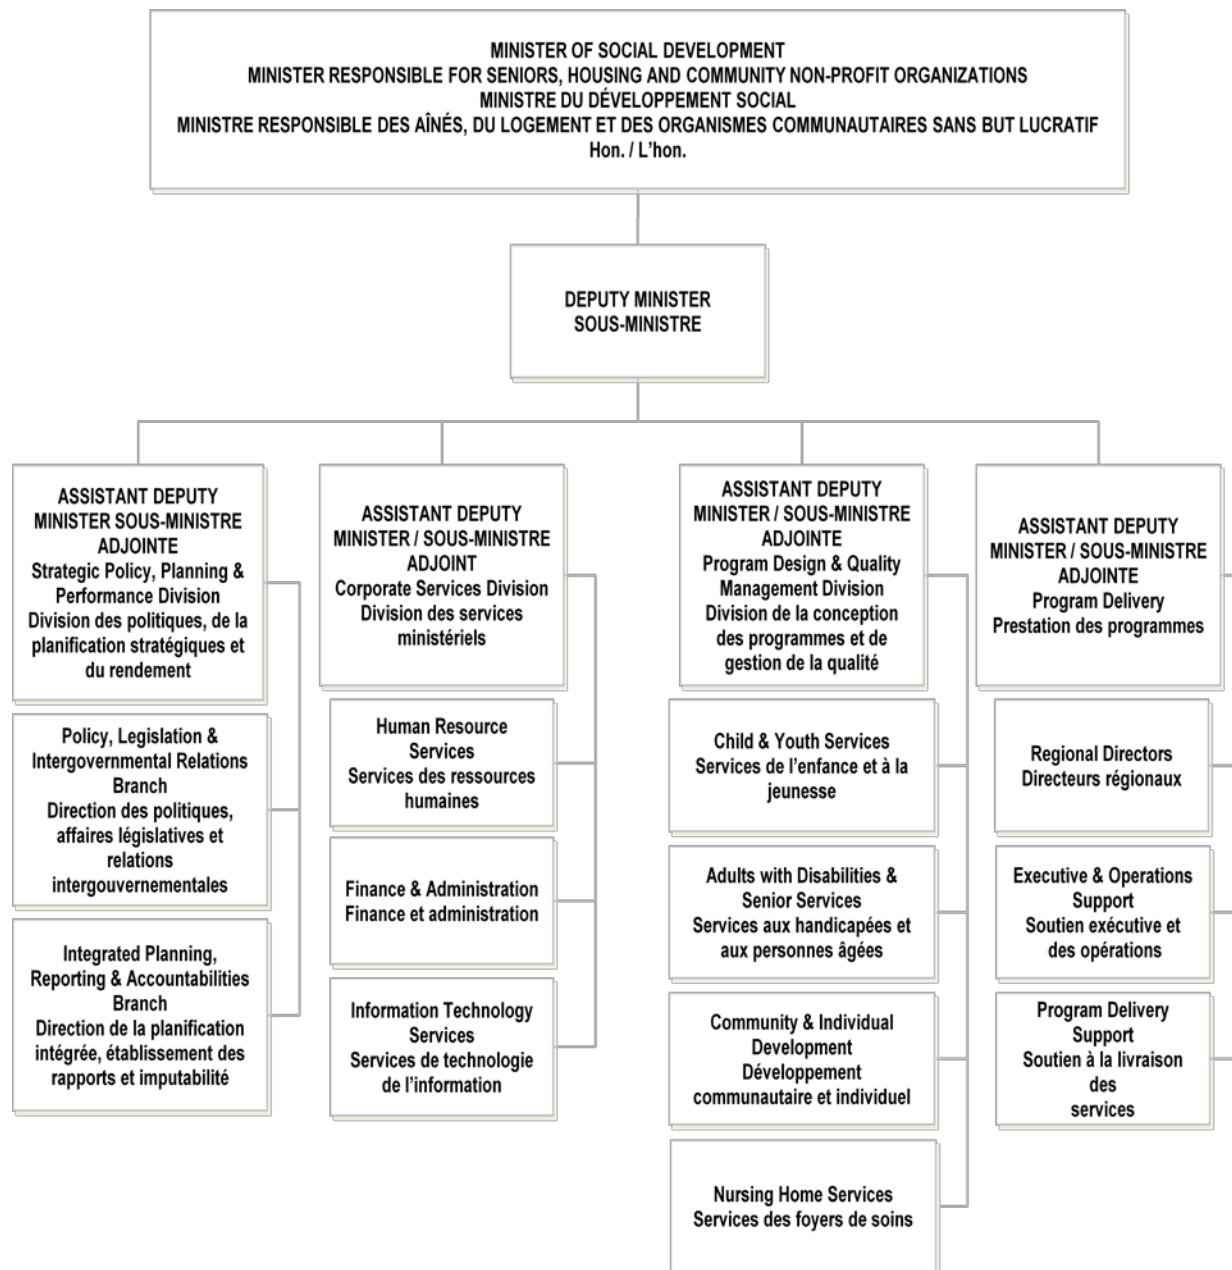 MINISTER OF SOCIAL DEVELOPMENT
MINISTER RESPONSIBLE FOR SENIORS, HOUSING AND COMMUNITY NON-PROFIT ORGANIZATIONS
MINISTRE DU DÉVELOPPEMENT SOCIAL
MINISTRE RESPONSIBLE DES AÎNÉS, DU LOGEMENT ET DES ORGANISMES COMMUNAUTAIRES SANS BUT LUCRATIF
Hon. / L'hon.
DEPUTY MINISTER
SOUS-MINISTRE
ASSISTANT DEPUTY
MINISTER SOUS-MINISTRE
ADJOINTE
Strategic Policy, Planning &
Performance Division
Division des politiques, de la
planification stratégiques et
du rendement
Policy, Legislation &
Intergovernmental Relations
Branch
Direction des politiques,
affaires législatives et
relations
intergouvernementales
Integrated Planning,
Reporting & Accountabilities
Branch
Direction de la planification
intégrée, établissement des
rapports et imputabilité
ASSISTANT DEPUTY
MINISTER / SOUS-MINISTRE
ADJOINT
Corporate Services Division
Division des services
ministériels
Human Resource
Services
Services des ressources
humaines
Finance & Administration
Finance et administration
Information Technology
Services
Services de technologie
de l'information
ASSISTANT DEPUTY
MINISTER / SOUS-MINISTRE
ADJOINTE
Program Design & Quality
Management Division
Division de la conception
des programmes et de
gestion de la qualité
Child & Youth Services
Services de l'enfance et à la
jeunesse
Adults with Disabilities &
Senior Services
Services aux handicapées et
aux personnes âgées
Community & Individual
Development
Développement
communautaire et individuel
Nursing Home Services
Services des foyers de soins
ASSISTANT DEPUTY
MINISTER / SOUS-MINISTRE
ADJOINTE
Program Delivery
Prestation des programmes
Regional Directors
Directeurs régionaux
Executive & Operations
Support
Soutien exécutive et
des opérations
Program Delivery
Support
Soutien à la livraison
des
services